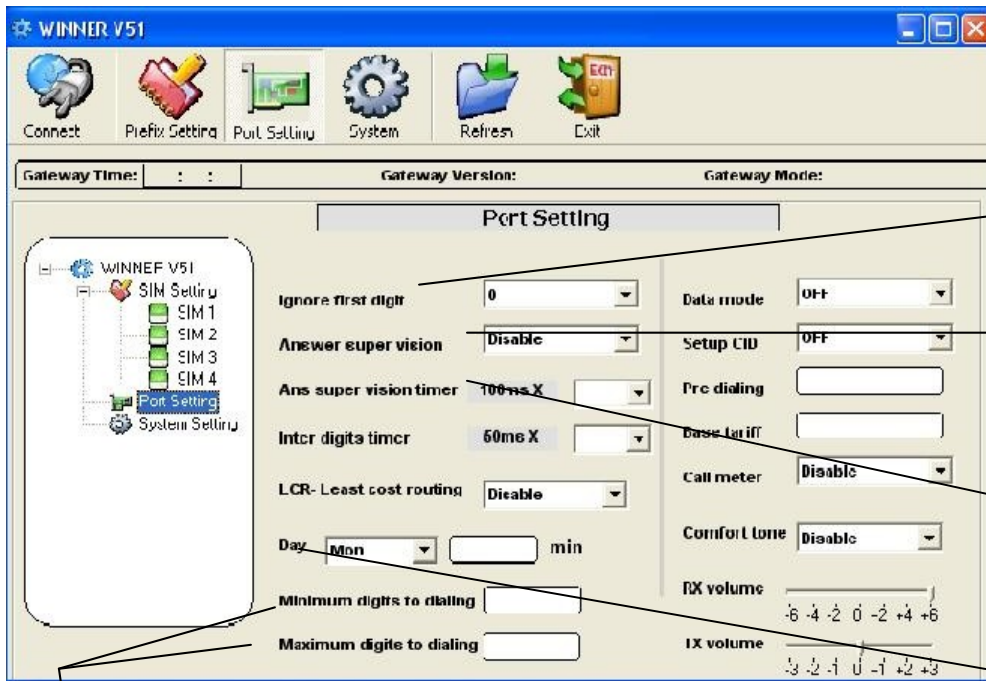 WINNER V51
Connect Prefix Setting Port Setting System Refresh Exit
Gateway Time: : : Gateway Version: Gateway Mode:
Port Setting
WINNER V51
SIM Setting
SIM 1
SIM 2
SIM 3
SIM 4
Port Setting
System Setting
Ignore first digit 0
Answer super vision Disable
Ans super vision timer 100ms X
Inter digits timer 50ms X
LCR- Least cost routing Disable
Day Mon min
Minimum digits to dialing
Maximum digits to dialing
Data mode OFF
Setup CID OFF
Pre dialing
Base tariff
Call meter Disable
Comfort tone Disable
RX volume
-6 -4 -2 0 -2 +4 +6
TX volume
-3 -2 -1 0 -1 +2 +3